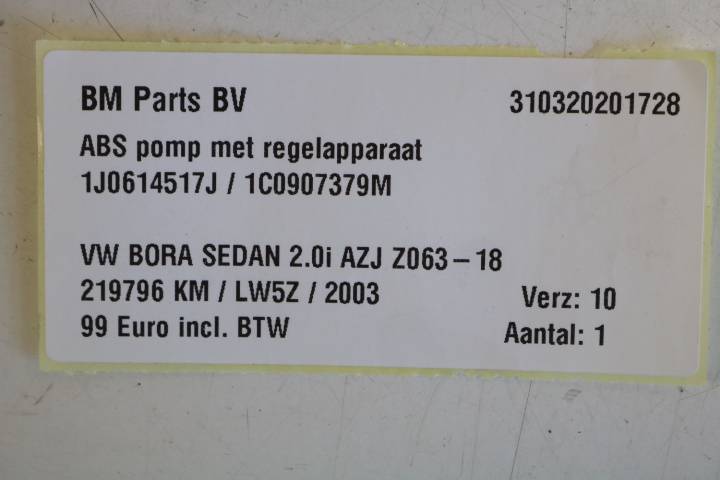 BM Parts BV 310320201728
ABS pomp met regelapparaat
1J0614517J / 1C0907379M
VW BORA SEDAN 2.0i AZJ Z063-18
219796 KM / LW5Z / 2003 Verz: 10
99 Euro incl. BTW Aantal: 1